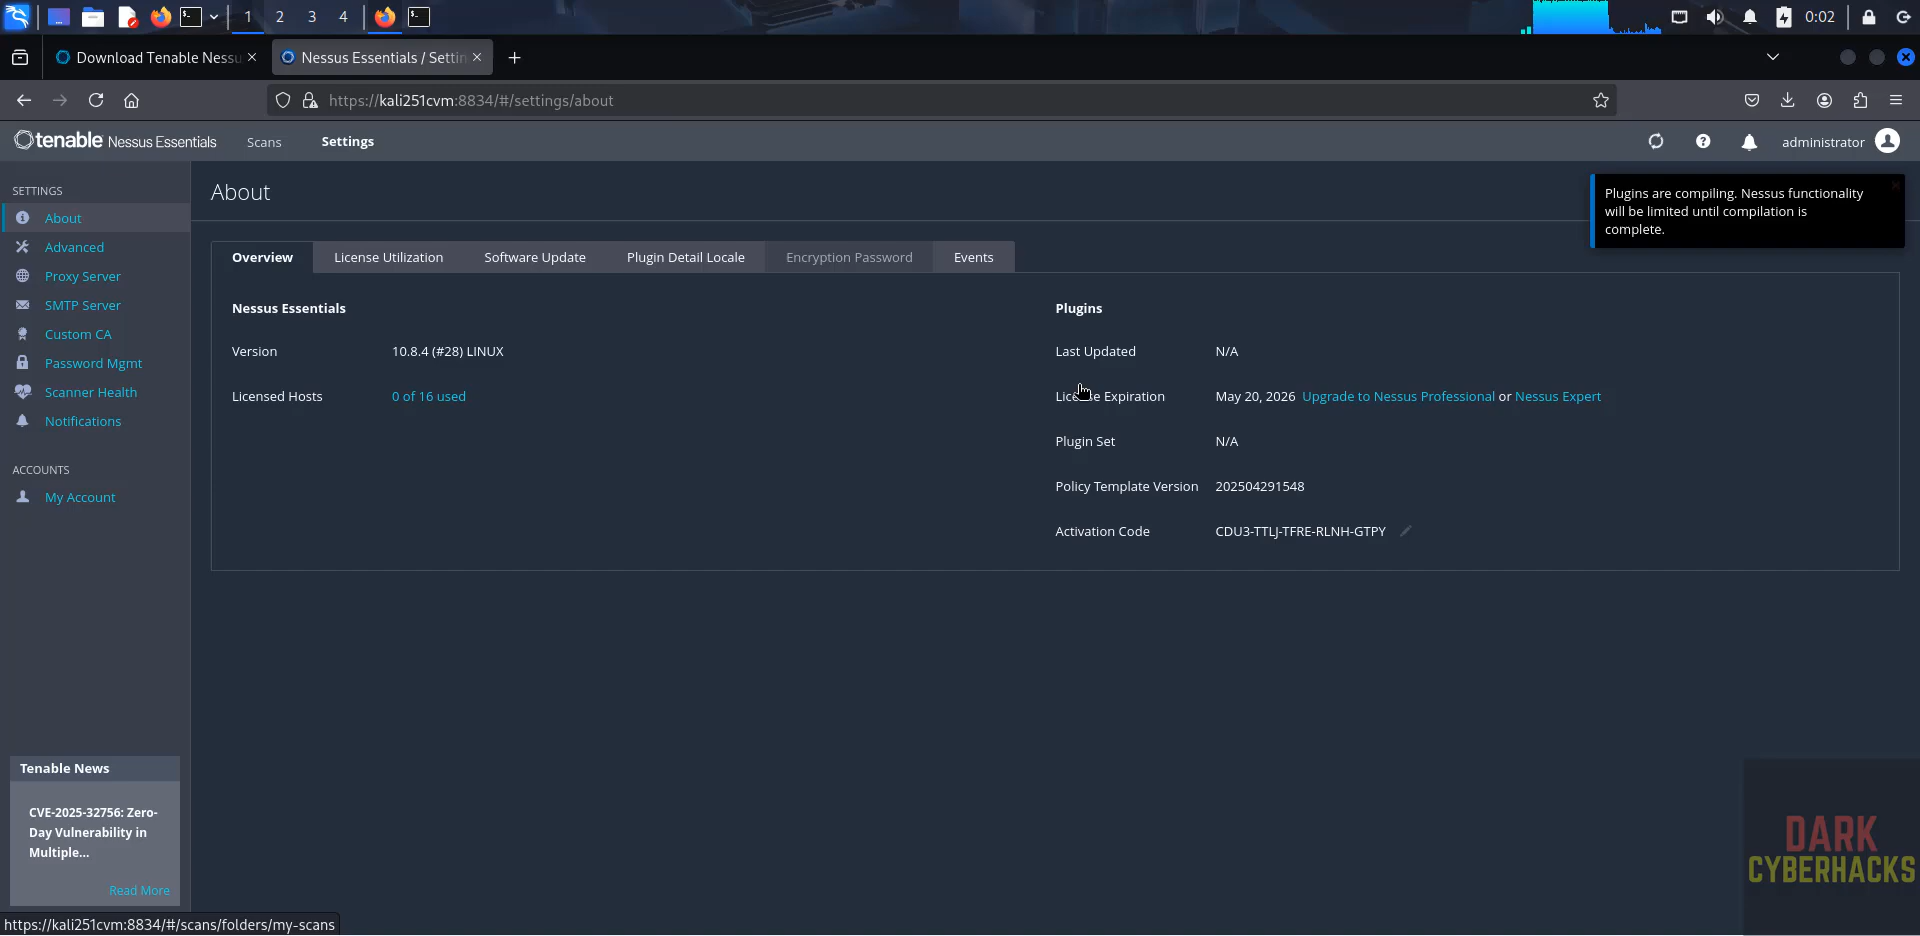 1 2 3 4 0:02
Download Tenable Nessu
Nessus Essentials / Settin
https://kali251cvm:8834/#/settings/about
tenable Nessus Essentials Scans Settings administrator
SETTINGS
About
Advanced
Proxy Server
SMTP Server
Custom CA
Password Mgmt
Scanner Health
Notifications
ACCOUNTS
My Account
Tenable News
CVE-2025-32756: Zero-
Day Vulnerability in
Multiple...
Read More
https://kali251cvm:8834/#/scans/folders/my-scans
About
Plugins are compiling. Nessus functionality
will be limited until compilation is
complete.
Overview License Utilization Software Update Plugin Detail Locale Encryption Password Events
Nessus Essentials
Version 10.8.4 (#28) LINUX
Licensed Hosts 0 of 16 used
Plugins
Last Updated N/A
License Expiration May 20, 2026 Upgrade to Nessus Professional or Nessus Expert
Plugin Set N/A
Policy Template Version 202504291548
Activation Code CDU3-TTLJ-TFRE-RLNH-GTPY
DARK
CYBERHACKS